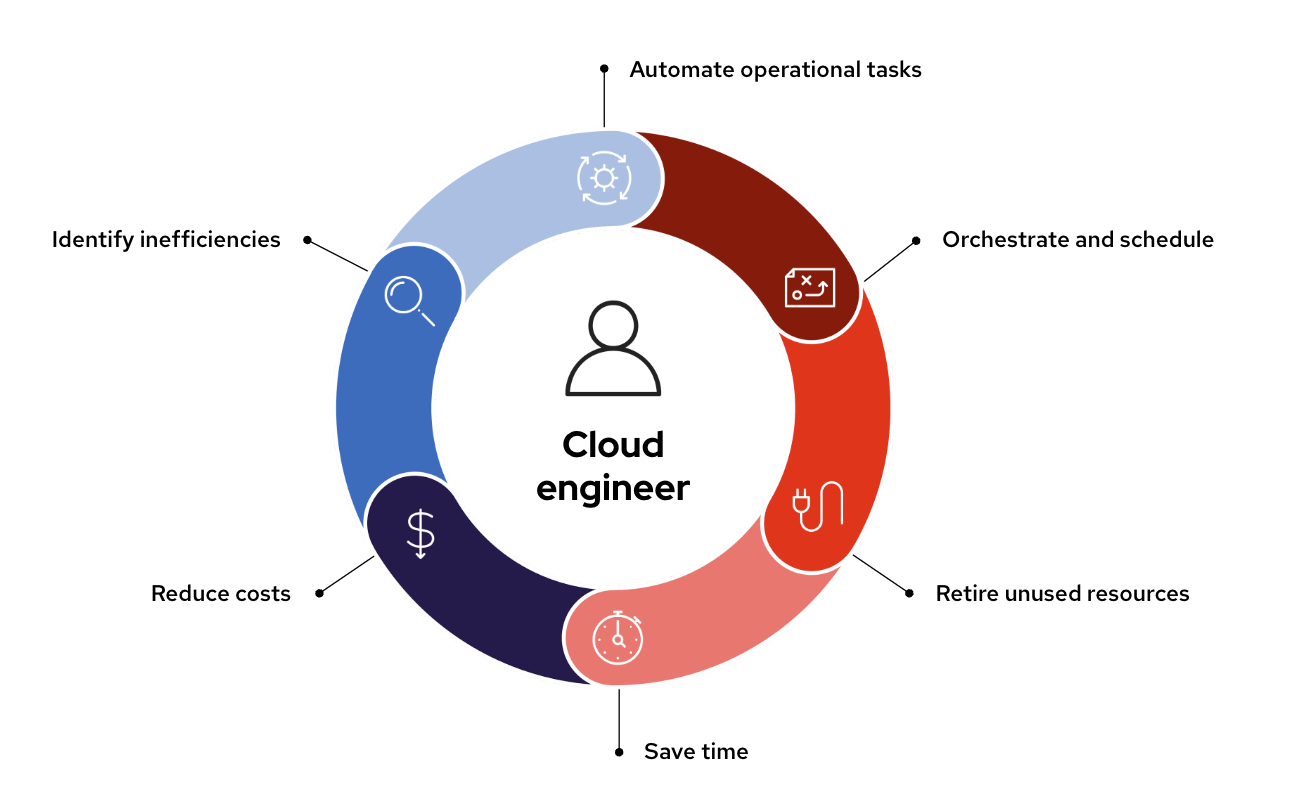 Automate operational tasks
Identify inefficiencies
Orchestrate and schedule
Cloud
engineer
Reduce costs
Retire unused resources
Save time